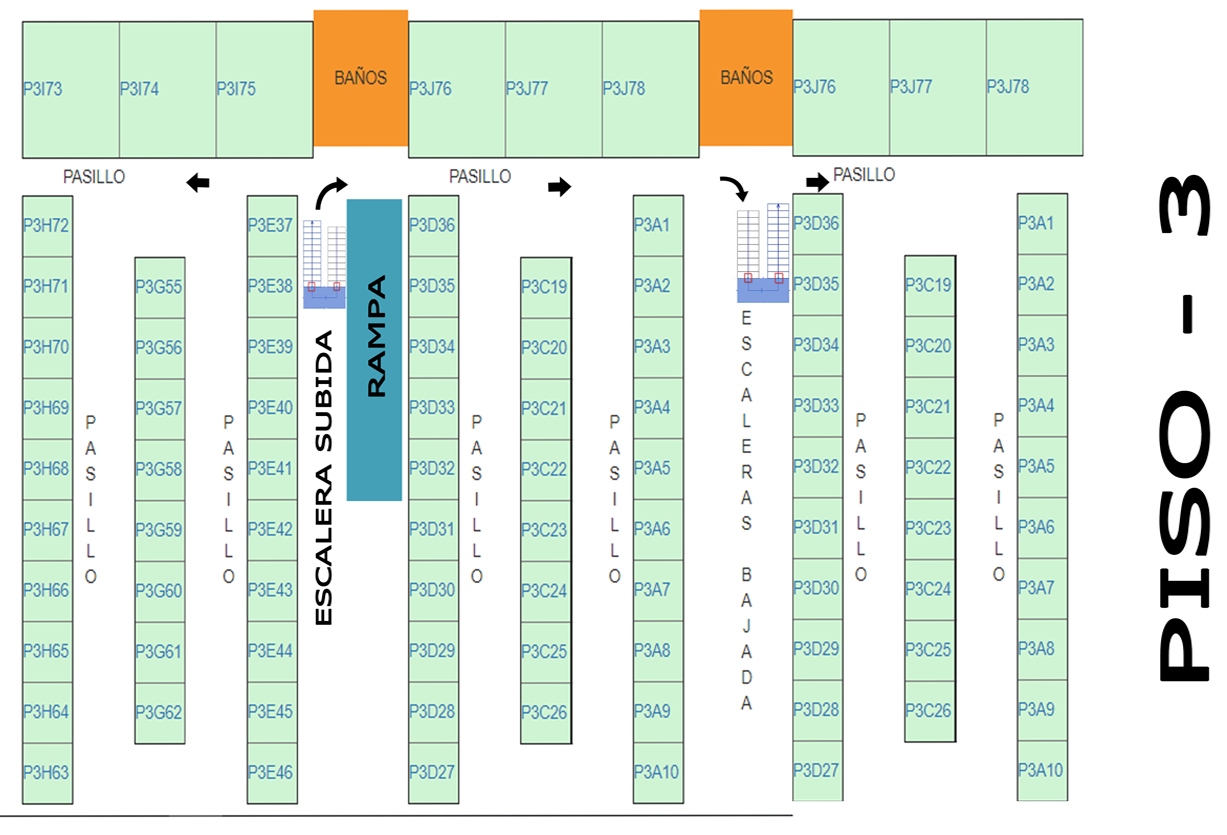 P3I73 P3I74 P3I75 BAÑOS P3J76 P3J77 P3J78 BAÑOS P3J76 P3J77 P3J78
PASILLO PASILLO PASILLO
P3H72 P3E37 P3D36 P3A1 P3D36 P3A1
P3H71 P3G55 P3E38 P3D35 P3C19 P3A2 P3D35 P3C19 P3A2
P3H70 P3G56 P3E39 P3D34 P3C20 P3A3 P3D34 P3C20 P3A3
P3H69 P3G57 P3E40 P3D33 P3C21 P3A4 P3D33 P3C21 P3A4
P3H68 P3G58 P3E41 P3D32 P3C22 P3A5 P3D32 P3C22 P3A5
P3H67 P3G59 P3E42 P3D31 P3C23 P3A6 P3D31 P3C23 P3A6
P3H66 P3G60 P3E43 P3D30 P3C24 P3A7 P3D30 P3C24 P3A7
P3H65 P3G61 P3E44 P3D29 P3C25 P3A8 P3D29 P3C25 P3A8
P3H64 P3G62 P3E45 P3D28 P3C26 P3A9 P3D28 P3C26 P3A9
P3H63 P3E46 P3D27 P3A10 P3D27 P3A10
PASILLO
PASILLO
ESCALERA SUBIDA
RAMPA
PASILLO
PASILLO
ESCALERAS BAJADA
PASILLO
PASILLO
PISO - 3